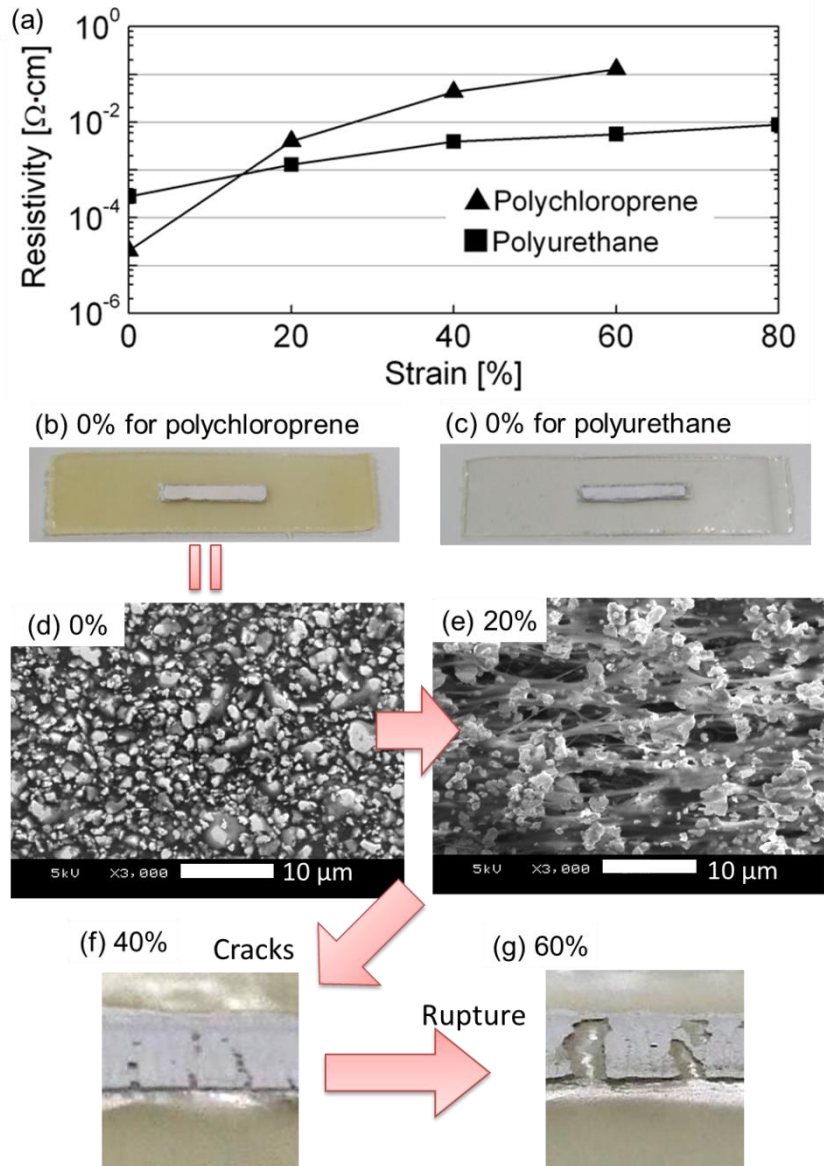 (a)
10⁰
10⁻²
10⁻⁴
10⁻⁶
Resistivity [Ω·cm]
▲ Polychloroprene
■ Polyurethane
0 20 40 60 80
Strain [%]
(b) 0% for polychloroprene
(c) 0% for polyurethane
(d) 0%
(e) 20%
5kV X3,000 10 µm
5kV X3,000 10 µm
(f) 40%
Cracks
(g) 60%
Rupture